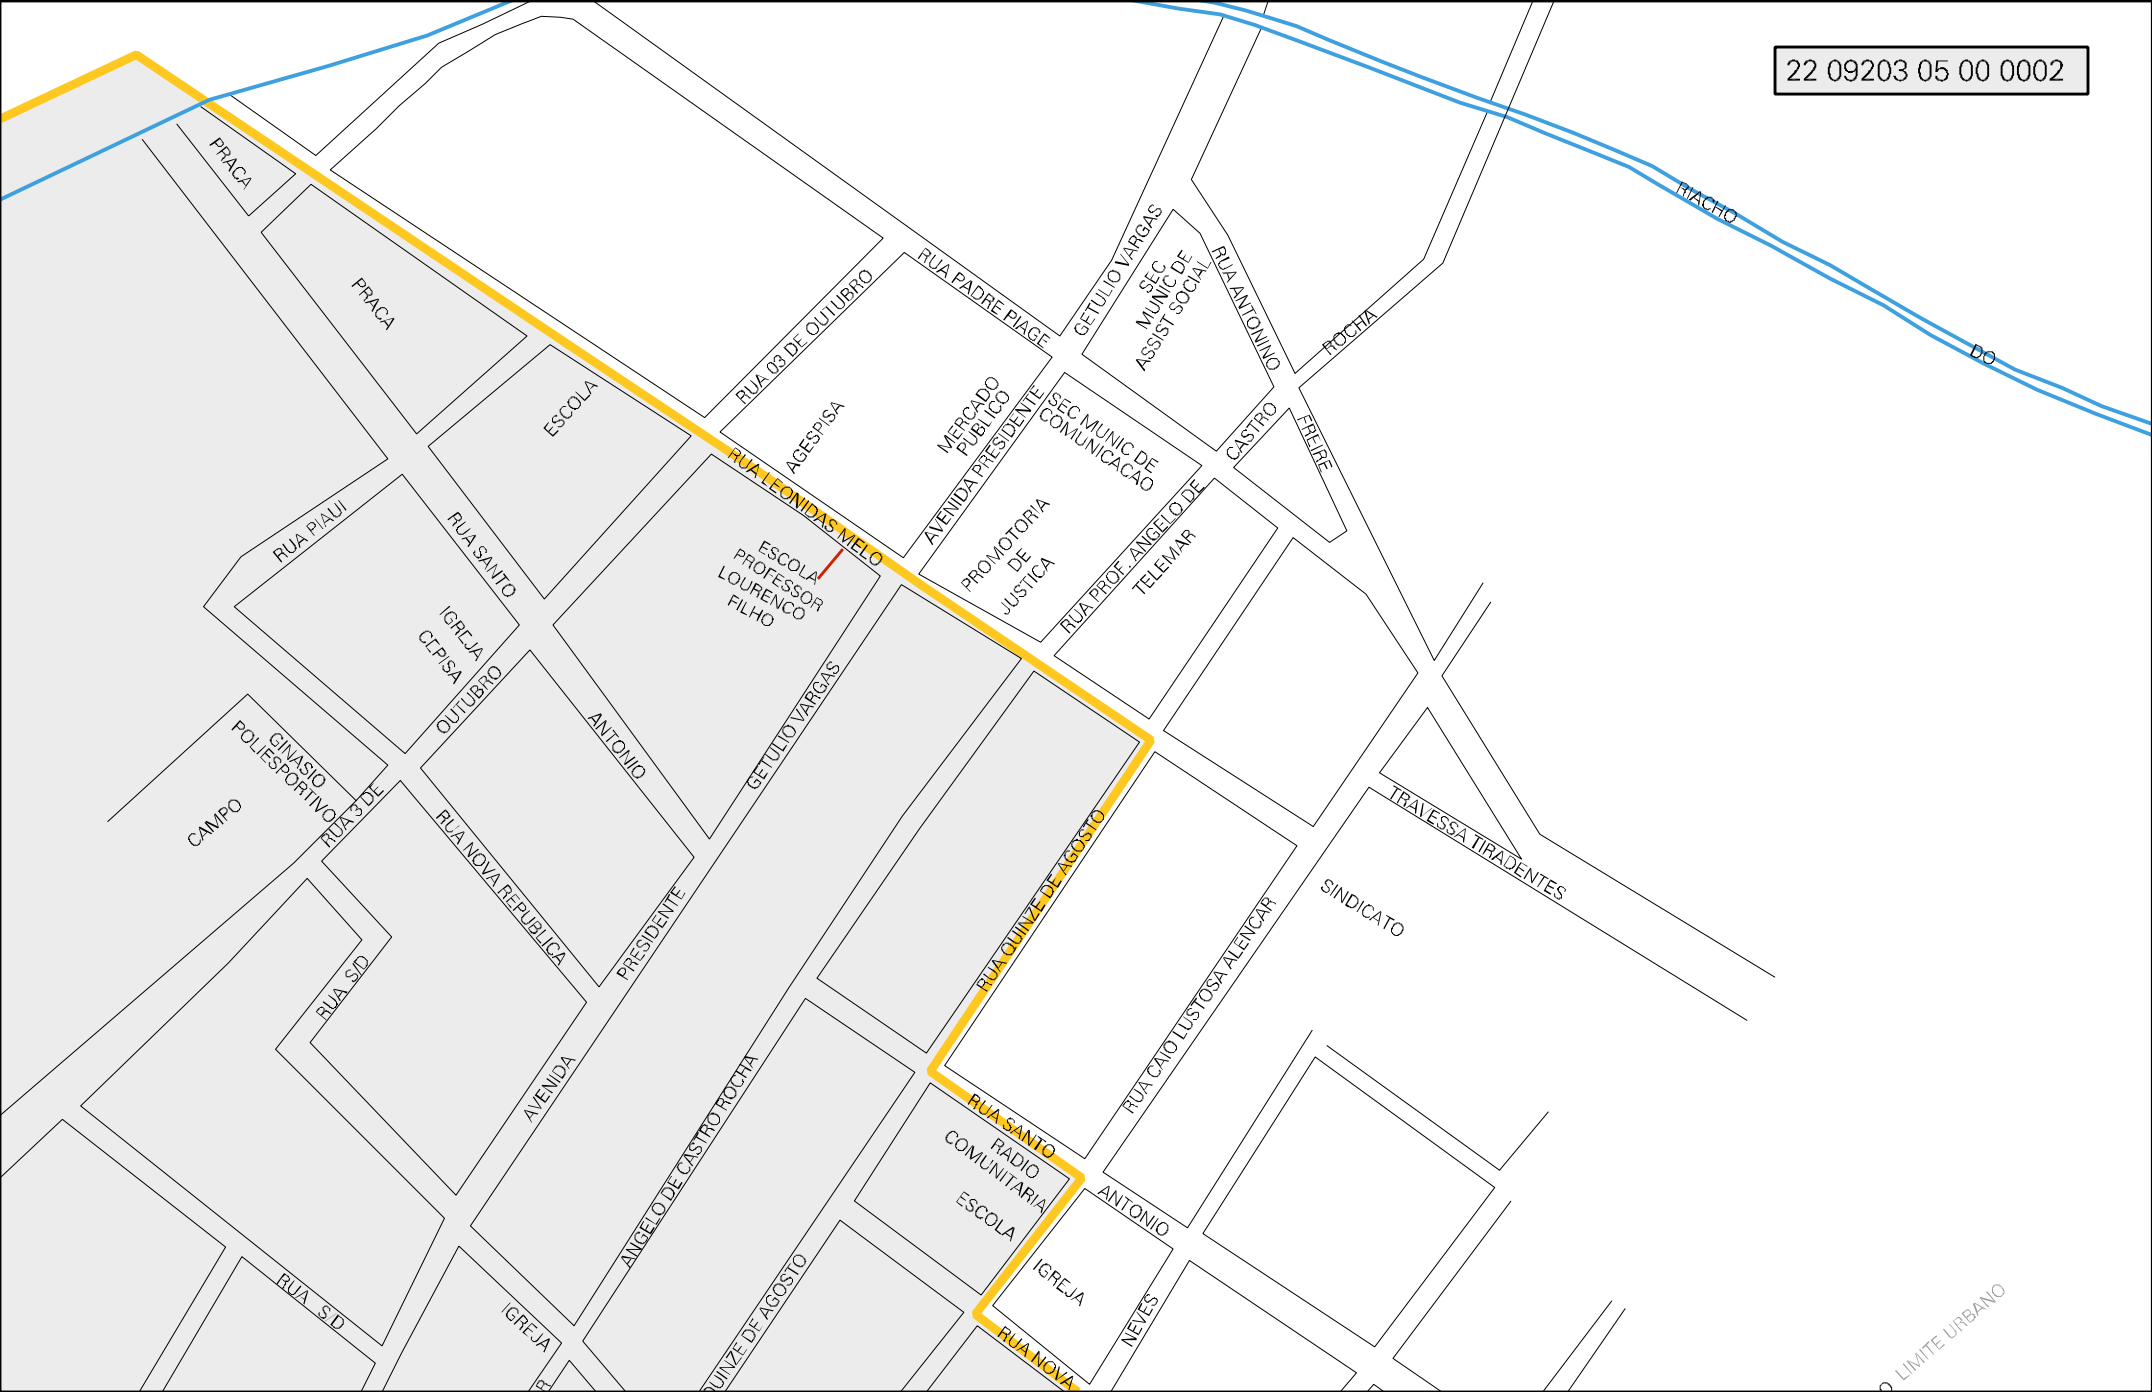 22 09203 05 00 0002
PRACA
RIACHO
DO
GETULIO VARGAS
RUA PADRE PIAGE
SEC
MUNIC DE
ASSIST SOCIAL
RUA ANTONINO
FREIRE
ROCHA
CASTRO
RUA PROF. ANGELO DE
PRACA
RUA 03 DE OUTUBRO
ESCOLA
AGESPISA
MERCADO
PUBLICO
AVENIDA PRESIDENTE
SEC MUNIC DE
COMUNICACAO
RUA LEONIDAS MELO
PROMOTORIA
DE
JUSTICA
TELEMAR
RUA PIAUI
RUA SANTO
ANTONIO
ESCOLA
PROFESSOR
LOURENCO
FILHO
IGREJA
CEPISA
OUTUBRO
RUA 3 DE
GINASIO
POLIESPORTIVO
CAMPO
GETULIO VARGAS
PRESIDENTE
AVENIDA
RUA NOVA REPUBLICA
RUA QUINZE DE AGOSTO
TRAVESSA TIRADENTES
SINDICATO
RUA CAIO LUSTOSA ALENCAR
RUA S/D
ANGELO DE CASTRO ROCHA
RUA SANTO
ANTONIO
RADIO
COMUNITARIA
ESCOLA
IGREJA
NEVES
RUA S/D
IGREJA
QUINZE DE AGOSTO
RUA NOVA
R
O LIMITE URBANO